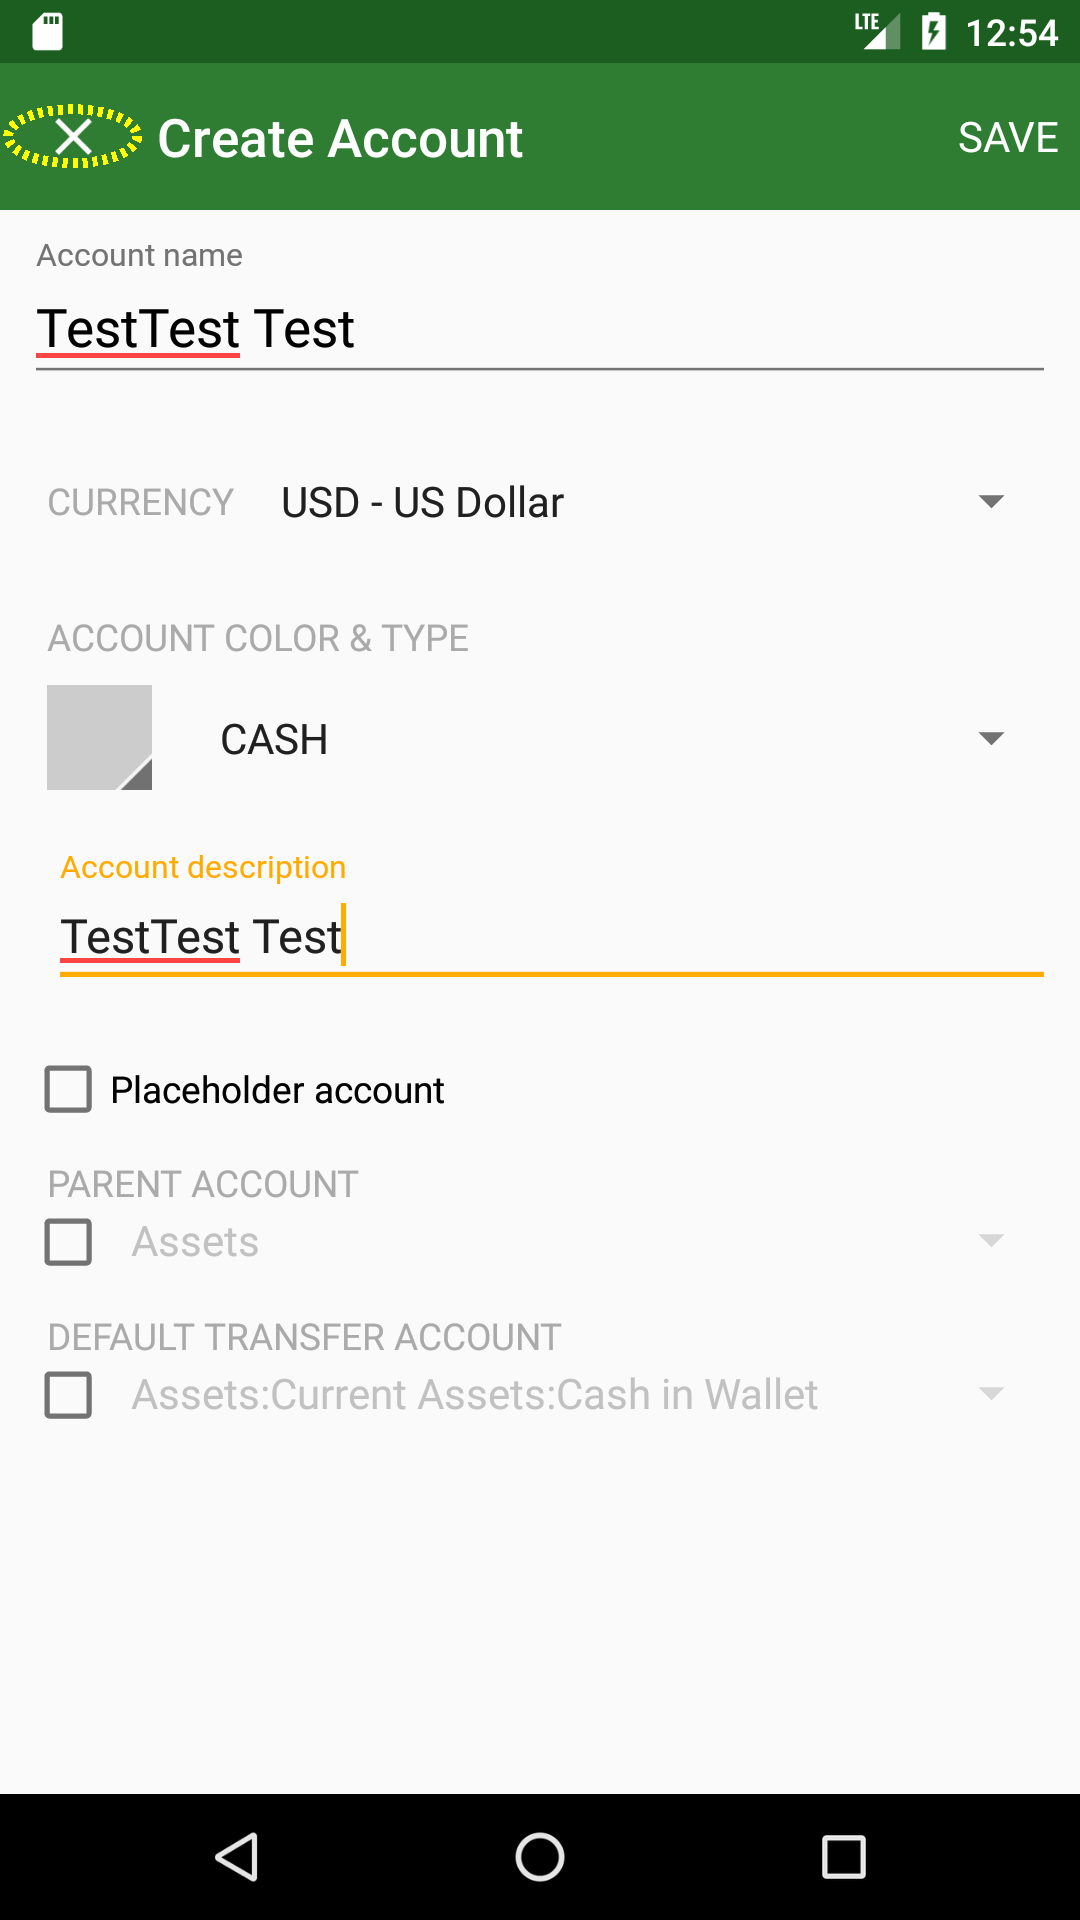 LTE 12:54
Create Account SAVE
Account name
TestTest Test
CURRENCY USD - US Dollar
ACCOUNT COLOR & TYPE
CASH
Account description
TestTest Test
Placeholder account
PARENT ACCOUNT
Assets
DEFAULT TRANSFER ACCOUNT
Assets:Current Assets:Cash in Wallet